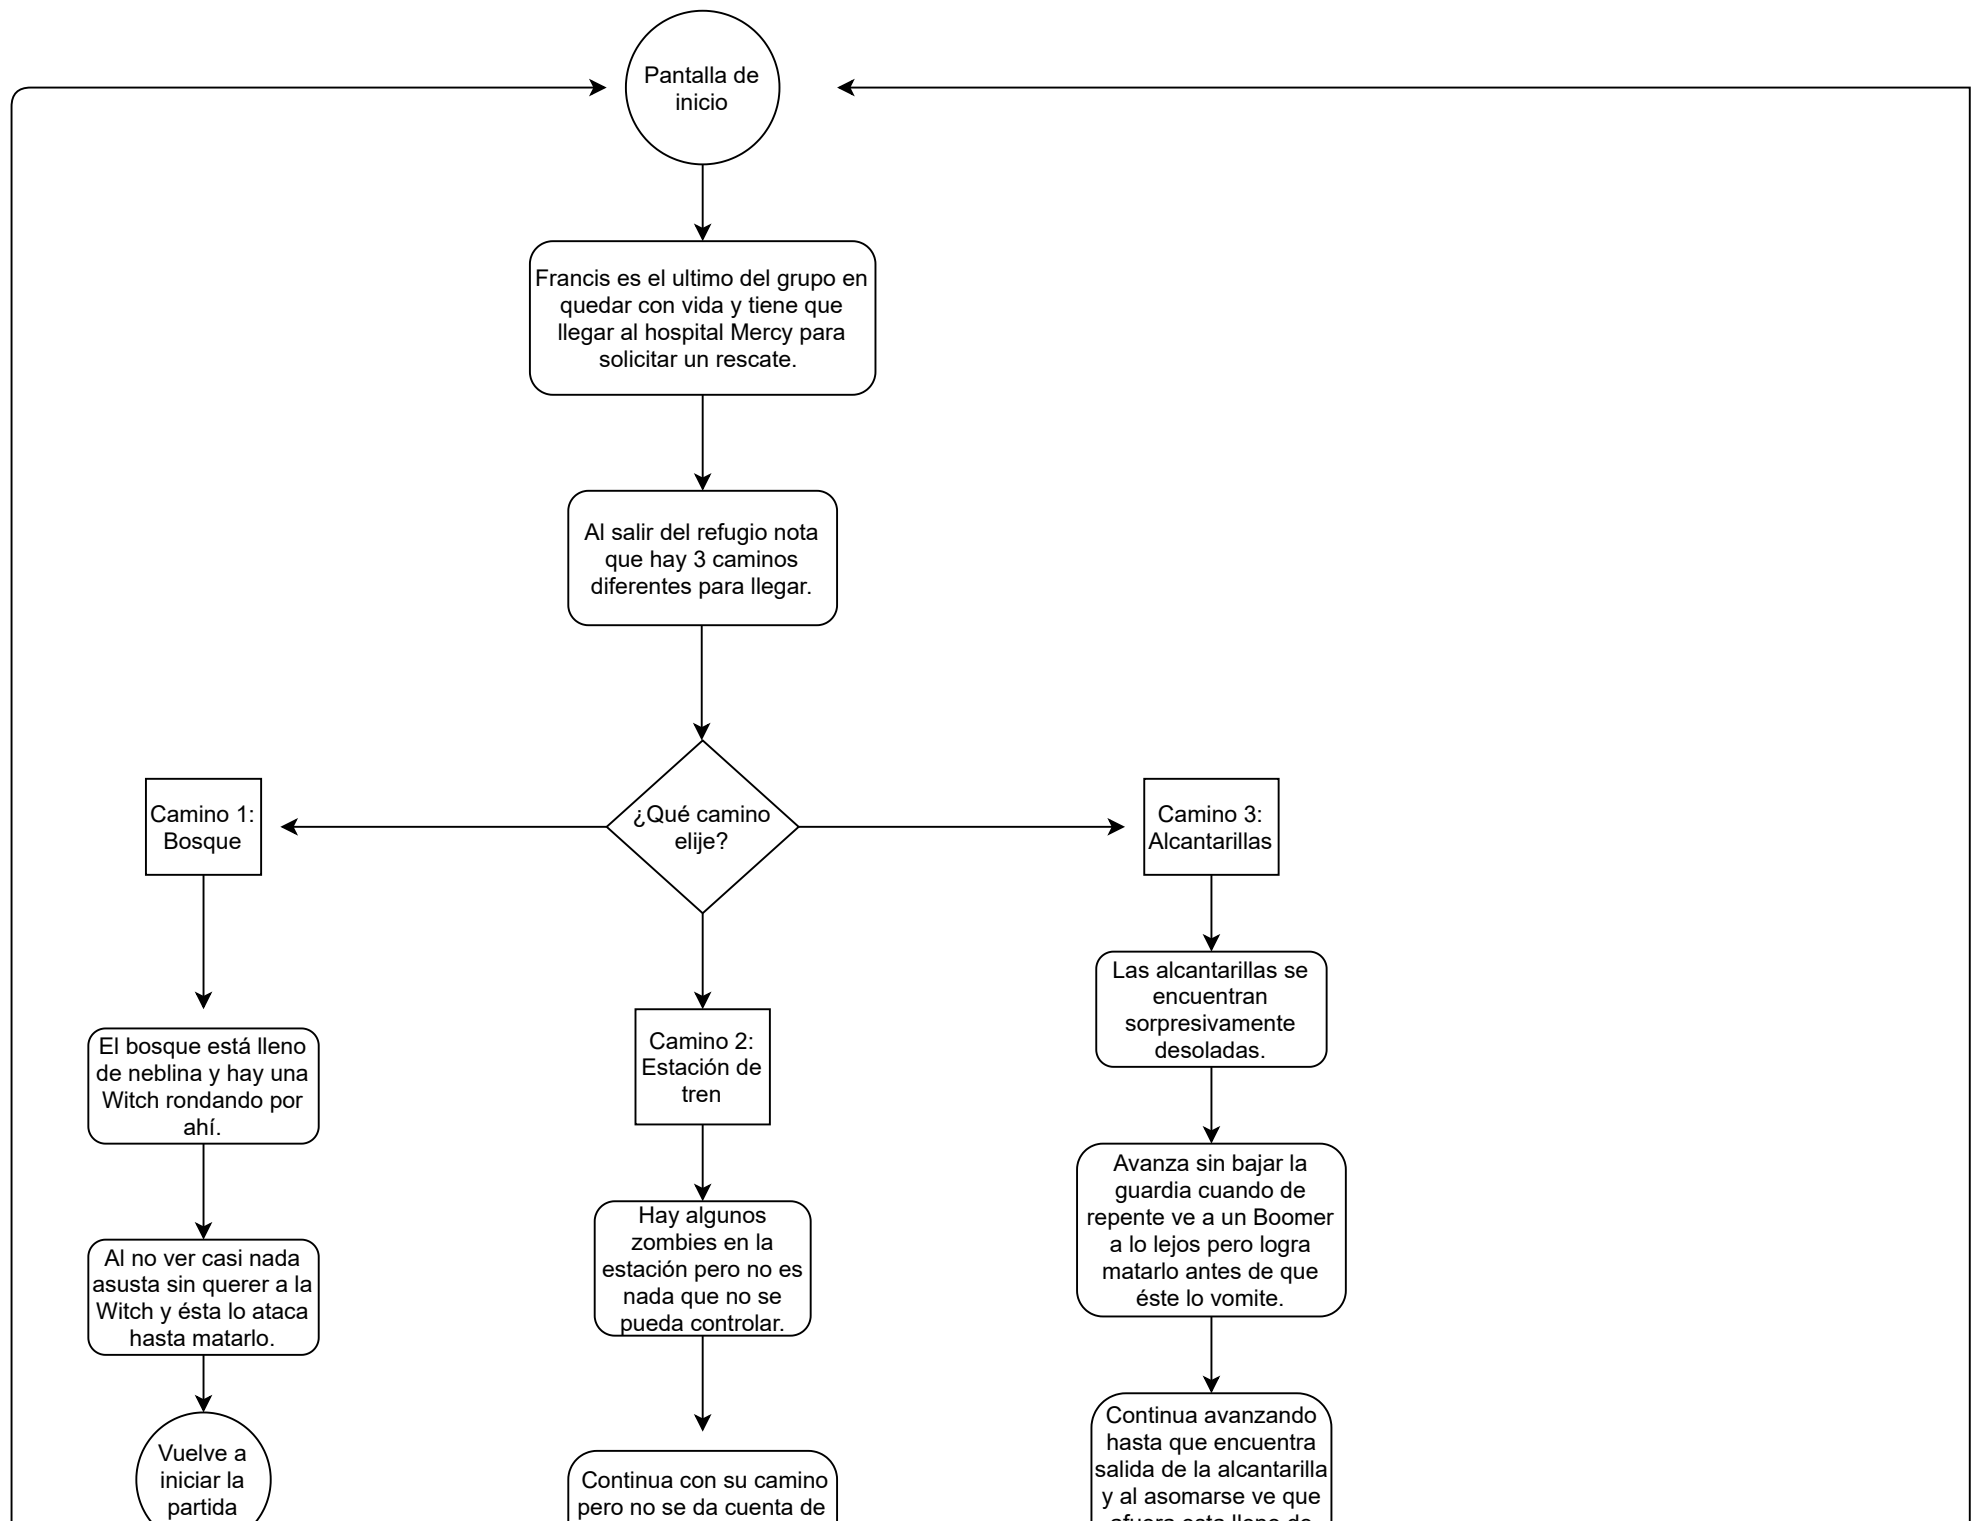 Pantalla de
inicio
Francis es el ultimo del grupo en
quedar con vida y tiene que
llegar al hospital Mercy para
solicitar un rescate.
Al salir del refugio nota
que hay 3 caminos
diferentes para llegar.
¿Qué camino
elije?
Camino 1:
Bosque
Camino 3:
Alcantarillas
Las alcantarillas se
encuentran
sorpresivamente
desoladas.
El bosque está lleno
de neblina y hay una
Witch rondando por
ahí.
Camino 2:
Estación de
tren
Avanza sin bajar la
guardia cuando de
repente ve a un Boomer
a lo lejos pero logra
matarlo antes de que
éste lo vomite.
Hay algunos
zombies en la
estación pero no es
nada que no se
pueda controlar.
Al no ver casi nada
asusta sin querer a la
Witch y ésta lo ataca
hasta matarlo.
Vuelve a
iniciar la
partida
Continua con su camino
pero no se da cuenta de
Continua avanzando
hasta que encuentra
salida de la alcantarilla
y al asomarse ve que
afuera esta lleno de